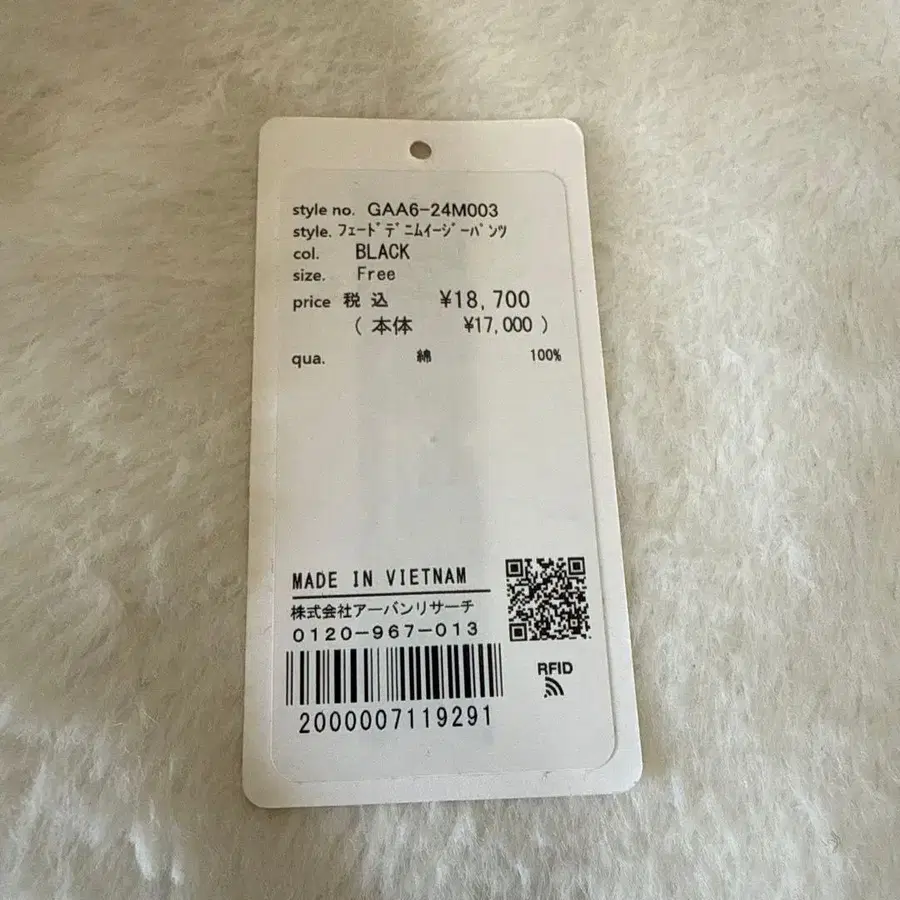 style no. GAA6-24M003
style. ﾌｪｰﾄﾞﾃﾞﾆﾑｲｰｼﾞｰﾊﾟﾝﾂ
col. BLACK
size. Free
price 税込 ¥18,700
( 本体 ¥17,000 )
qua. 綿 100%
MADE IN VIETNAM
株式会社アーバンリサーチ
0120-967-013
RFID
2000007119291